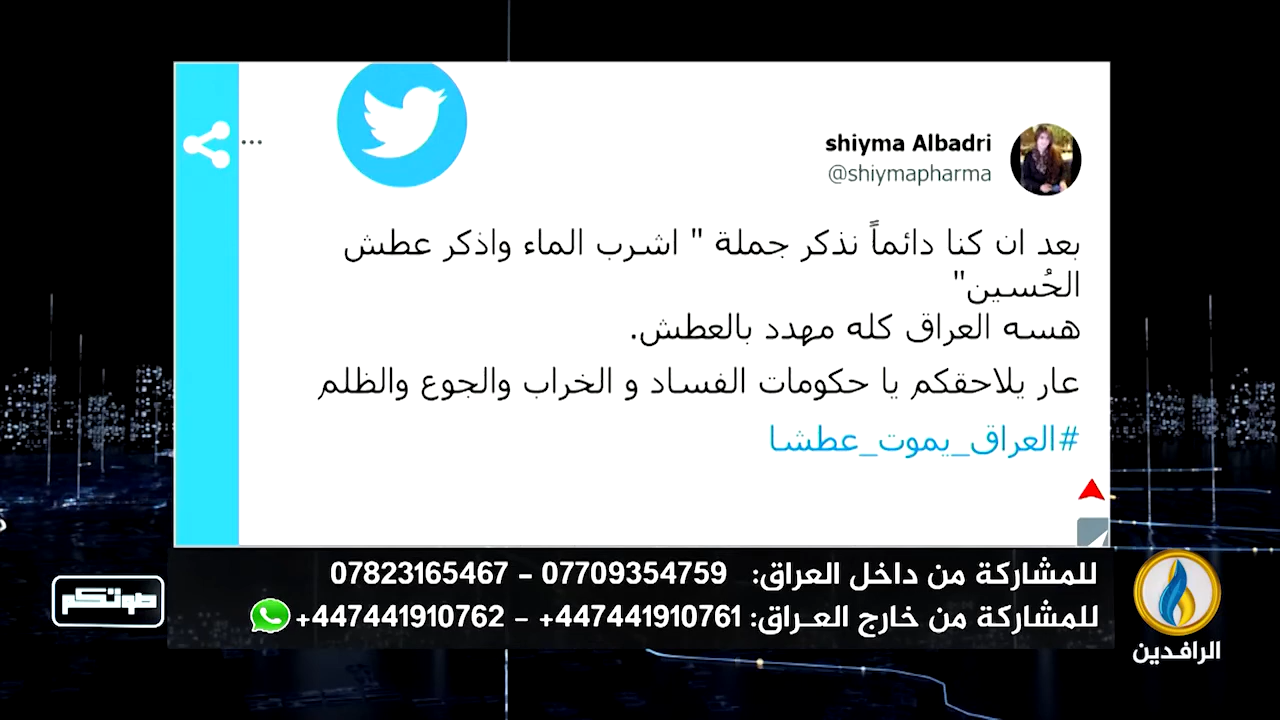 shiyma Albadri
@shiymapharma
بعد ان كنا دائماً نذكر جملة " اشرب الماء واذكر عطش
الحُسين"
هسه العراق كله مهدد بالعطش.
عار يلاحقكم يا حكومات الفساد و الخراب والجوع والظلم
#العراق_يموت_عطشا
للمشاركة من داخل العراق: 07709354759 - 07823165467
للمشاركة من خارج العراق: 447441910761+ - 447441910762+
صوتكم
الرافدين